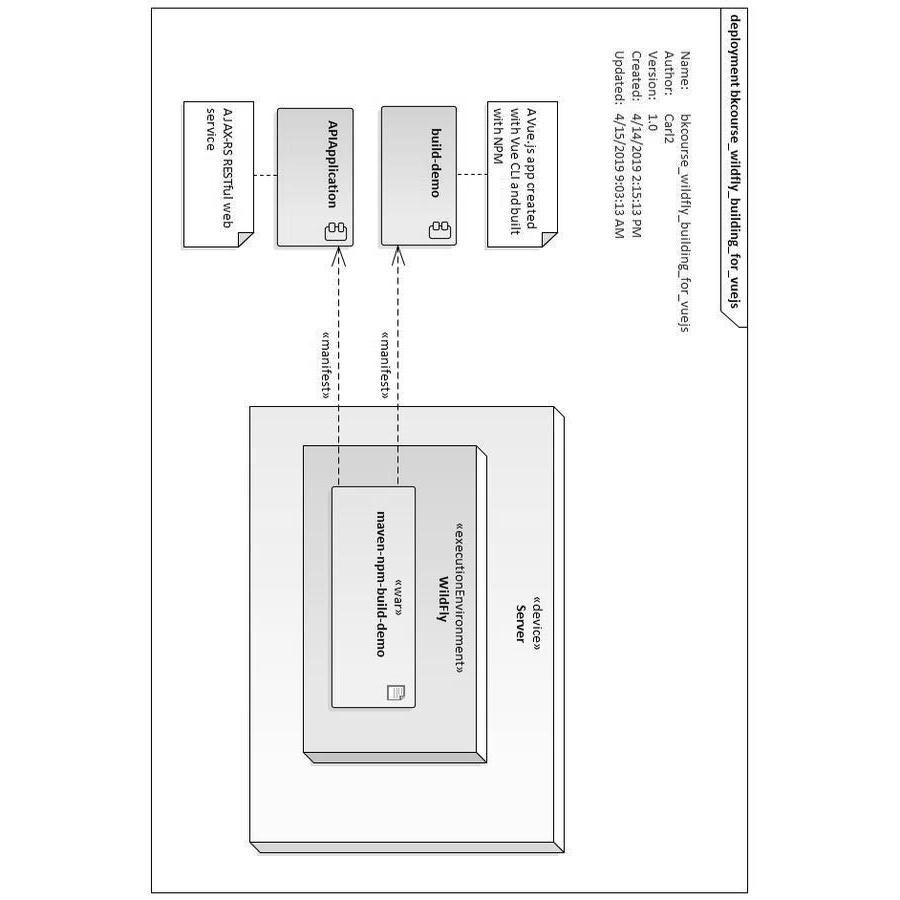 deployment bkcourse_wildfly_building_for_vuejs
Name: bkcourse_wildfly_building_for_vuejs
Author: Carl2
Version: 1.0
Created: 4/14/2019 2:15:13 PM
Updated: 4/15/2019 9:03:13 AM
A Vue.js app created
with Vue CLI and built
with NPM
build-demo
APIApplication
A JAX-RS RESTful web
service
«manifest»
«manifest»
«device»
Server
«executionEnvironment»
WildFly
«war»
maven-npm-build-demo